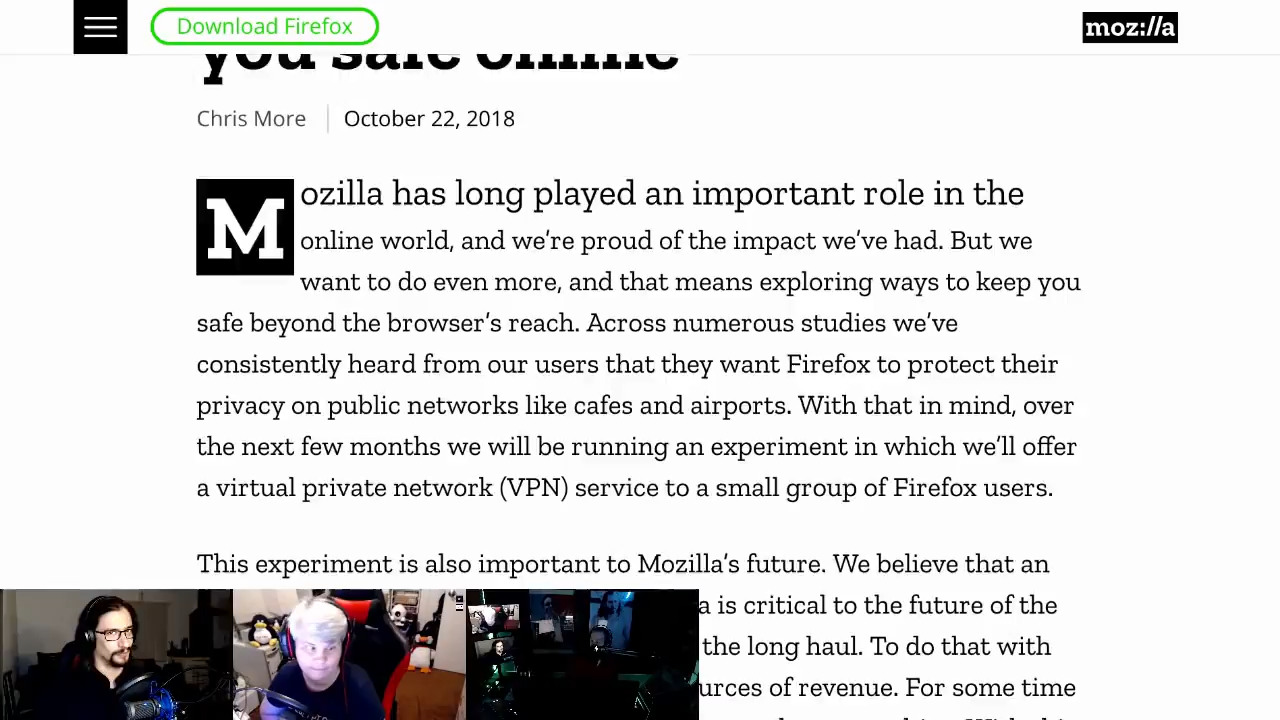 Download Firefox
moz://a
you safe online
Chris More
October 22, 2018
Mozilla has long played an important role in the
online world, and we’re proud of the impact we’ve had. But we
want to do even more, and that means exploring ways to keep you
safe beyond the browser’s reach. Across numerous studies we’ve
consistently heard from our users that they want Firefox to protect their
privacy on public networks like cafes and airports. With that in mind, over
the next few months we will be running an experiment in which we’ll offer
a virtual private network (VPN) service to a small group of Firefox users.
This experiment is also important to Mozilla’s future. We believe that an
is critical to the future of the
the long haul. To do that with
of revenue. For some time